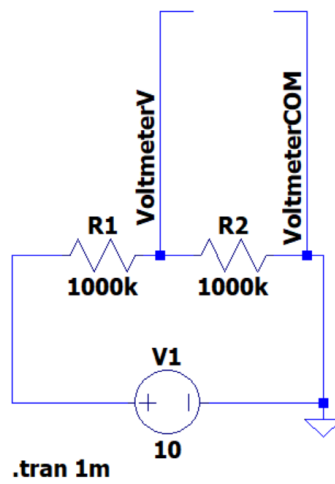 VoltmeterV
VoltmeterCOM
R1
R2
1000k
1000k
V1
10
.tran 1m